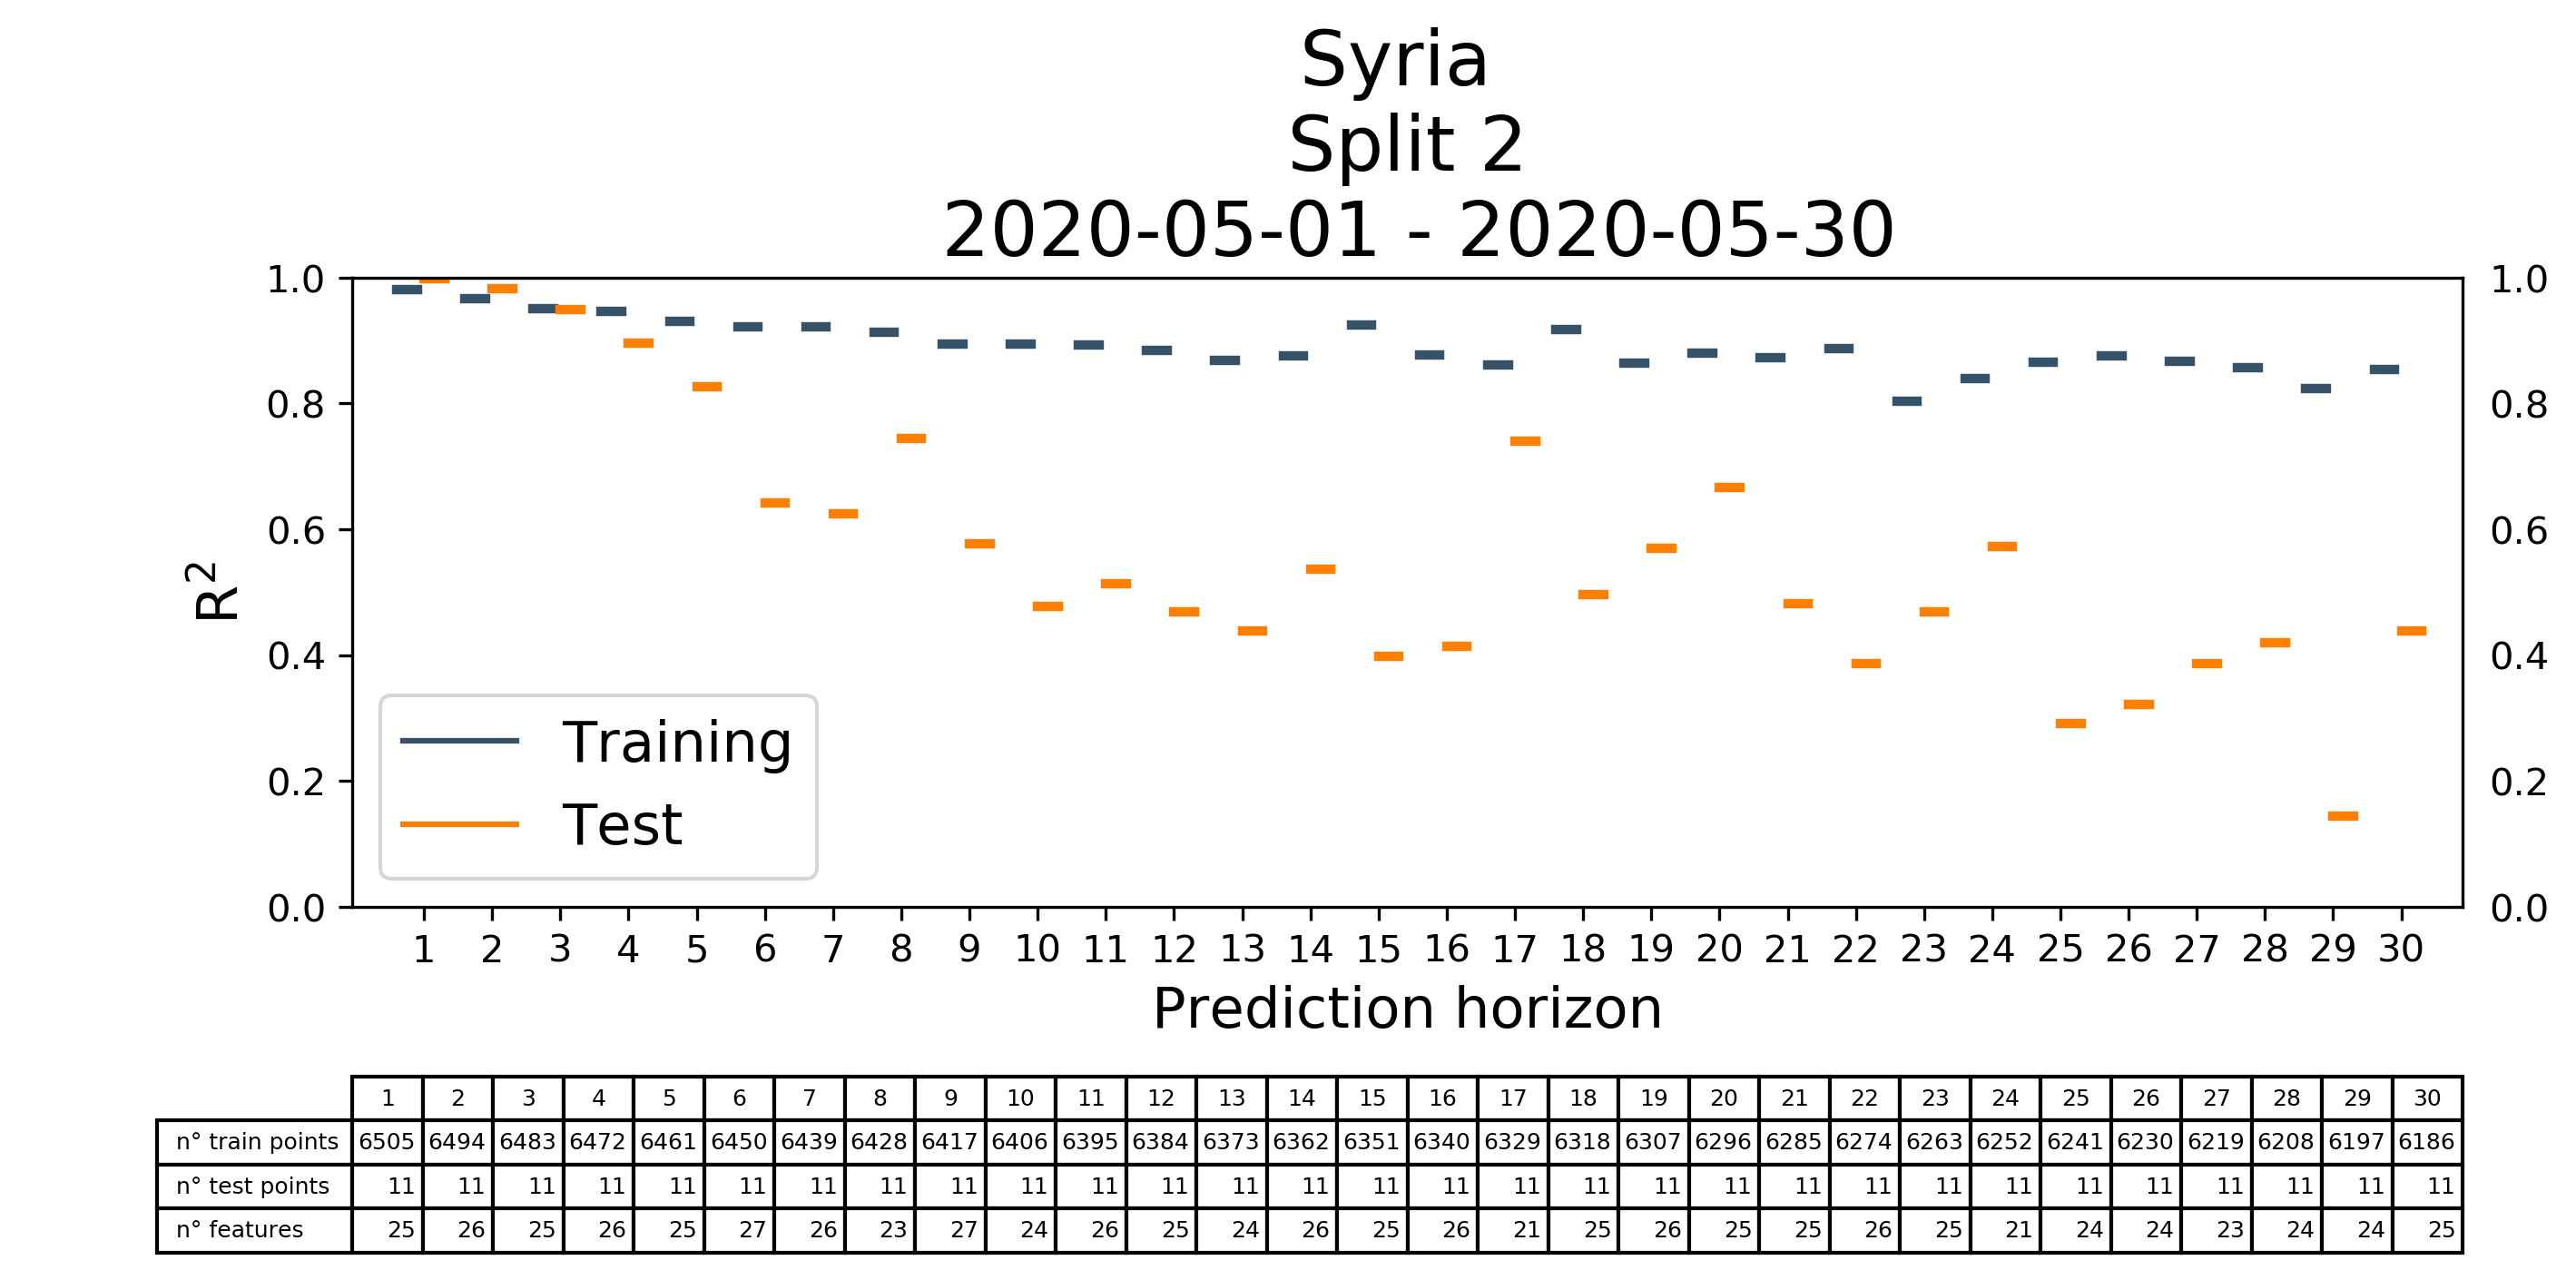 Syria
Split 2
2020-05-01 - 2020-05-30
1.0 1.0
0.8 0.8
0.6 0.6
0.4 0.4
0.2 0.2
0.0 0.0
R²
Training
Test
1 2 3 4 5 6 7 8 9 10 11 12 13 14 15 16 17 18 19 20 21 22 23 24 25 26 27 28 29 30
Prediction horizon
1 2 3 4 5 6 7 8 9 10 11 12 13 14 15 16 17 18 19 20 21 22 23 24 25 26 27 28 29 30
n° train points 6505 6494 6483 6472 6461 6450 6439 6428 6417 6406 6395 6384 6373 6362 6351 6340 6329 6318 6307 6296 6285 6274 6263 6252 6241 6230 6219 6208 6197 6186
n° test points 11 11 11 11 11 11 11 11 11 11 11 11 11 11 11 11 11 11 11 11 11 11 11 11 11 11 11 11 11 11
n° features 25 26 25 26 25 27 26 23 27 24 26 25 24 26 25 26 21 25 26 25 25 26 25 21 24 24 23 24 24 25